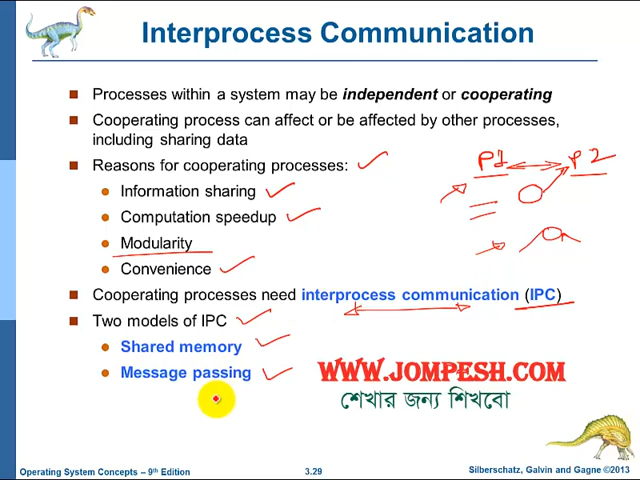 Interprocess Communication
Processes within a system may be independent or cooperating
Cooperating process can affect or be affected by other processes,
including sharing data
Reasons for cooperating processes:
P1 P2
Information sharing
Computation speedup
Modularity
Convenience
Cooperating processes need interprocess communication (IPC)
Two models of IPC
Shared memory
Message passing
WWW.JOMPESH.COM
শেখার জন্য শিখবো
Operating System Concepts – 9th Edition
3.29
Silberschatz, Galvin and Gagne ©2013